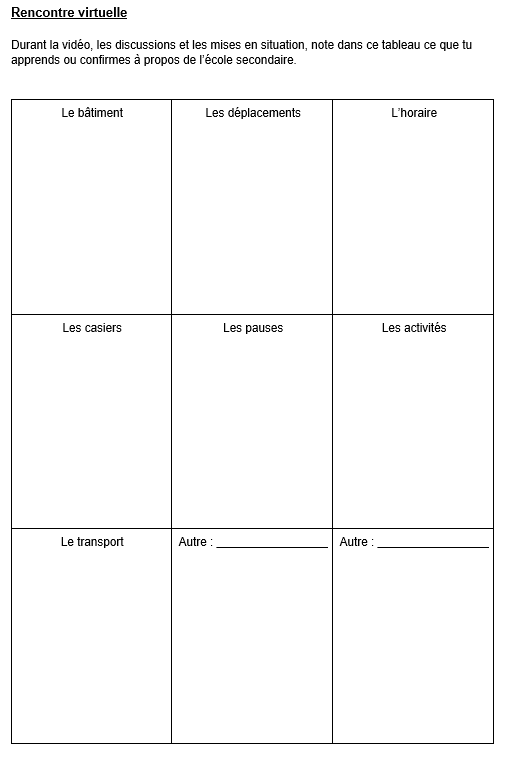 Rencontre virtuelle
Durant la vidéo, les discussions et les mises en situation, note dans ce tableau ce que tu
apprends ou confirmes à propos de l'école secondaire.
Le bâtiment
Les déplacements
L'horaire
Les casiers
Les pauses
Les activités
Le transport
Autre : _________________
Autre : _________________